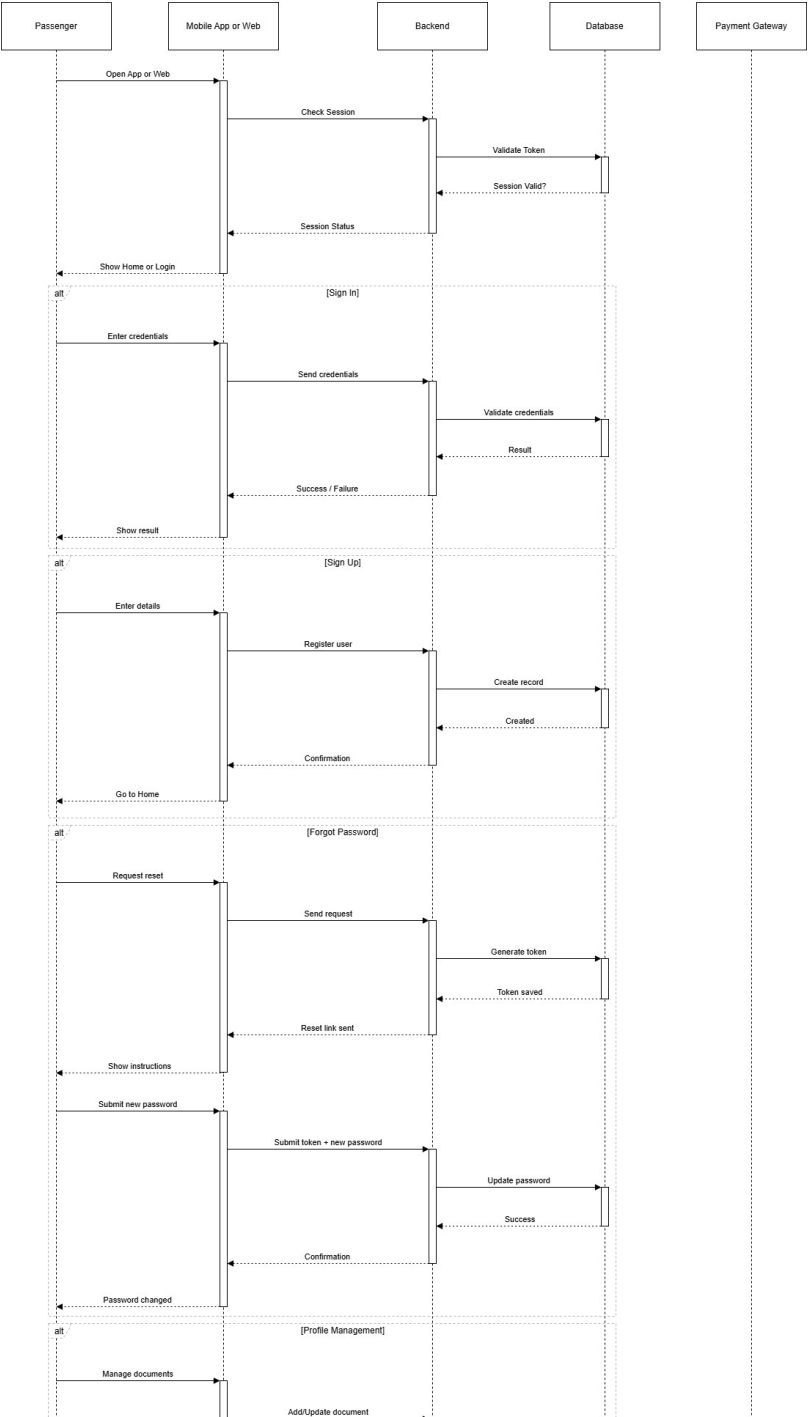 Passenger
Mobile App or Web
Backend
Database
Payment Gateway
Open App or Web
Check Session
Validate Token
Session Valid?
Session Status
Show Home or Login
alt
[Sign In]
Enter credentials
Send credentials
Validate credentials
Result
Success / Failure
Show result
alt
[Sign Up]
Enter details
Register user
Create record
Created
Confirmation
Go to Home
alt
[Forgot Password]
Request reset
Send request
Generate token
Token saved
Reset link sent
Show instructions
Submit new password
Submit token + new password
Update password
Success
Confirmation
Password changed
alt
[Profile Management]
Manage documents
Add/Update document